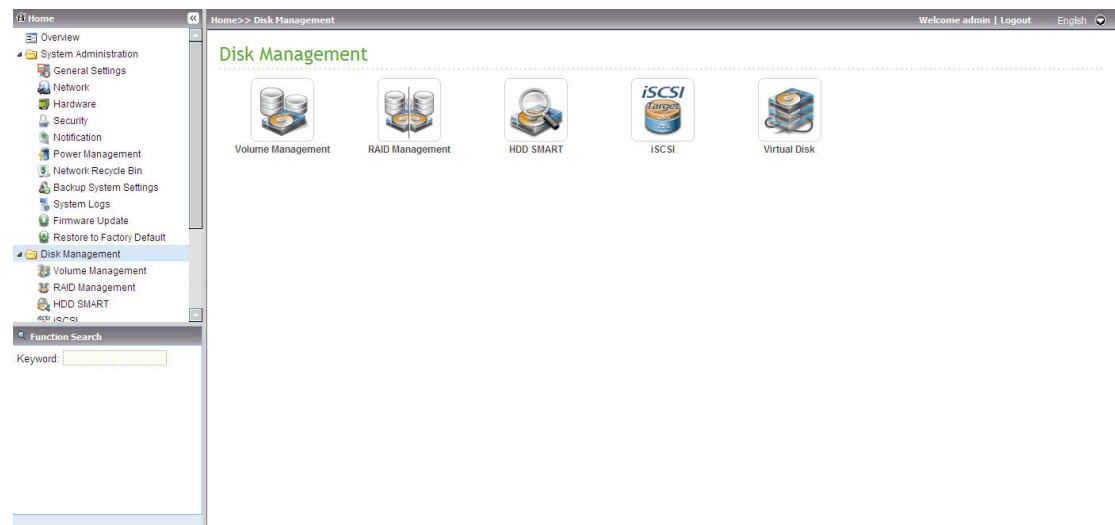 Home
Home>> Disk Management
Welcome admin | Logout
English
Overview
System Administration
General Settings
Network
Hardware
Security
Notification
Power Management
Network Recycle Bin
Backup System Settings
System Logs
Firmware Update
Restore to Factory Default
Disk Management
Volume Management
RAID Management
HDD SMART
iSCSI
Function Search
Keyword:
Disk Management
iSCSI
Target
Volume Management
RAID Management
HDD SMART
iSCSI
Virtual Disk